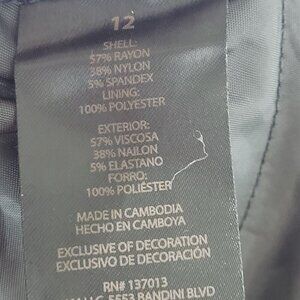 12
SHELL:
57% RAYON
38% NYLON
5% SPANDEX
LINING:
100% POLYESTER
EXTERIOR:
57% VISCOSA
38% NAILON
5% ELASTANO
FORRO:
100% POLIÉSTER
MADE IN CAMBODIA
HECHO EN CAMBOYA
EXCLUSIVE OF DECORATION
EXCLUSIVO DE DECORACIÓN
RN# 137013
5553 BANDINI BLVD